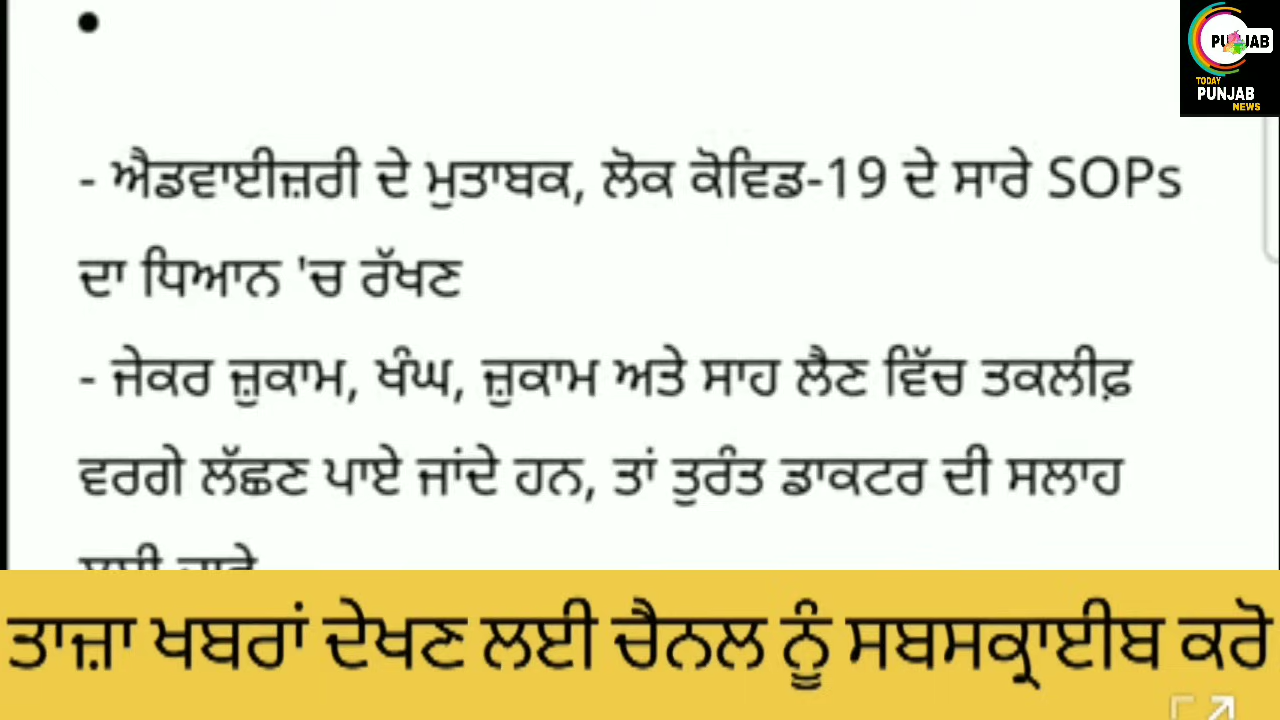 PUNJAB
TODAY
PUNJAB
NEWS
- ਐਡਵਾਈਜ਼ਰੀ ਦੇ ਮੁਤਾਬਕ, ਲੋਕ ਕੋਵਿਡ-19 ਦੇ ਸਾਰੇ SOPs
ਦਾ ਧਿਆਨ 'ਚ ਰੱਖਣ
- ਜੇਕਰ ਜ਼ੁਕਾਮ, ਖੰਘ, ਜ਼ੁਕਾਮ ਅਤੇ ਸਾਹ ਲੈਣ ਵਿੱਚ ਤਕਲੀਫ਼
ਵਰਗੇ ਲੱਛਣ ਪਾਏ ਜਾਂਦੇ ਹਨ, ਤਾਂ ਤੁਰੰਤ ਡਾਕਟਰ ਦੀ ਸਲਾਹ
ਤਾਜ਼ਾ ਖਬਰਾਂ ਦੇਖਣ ਲਈ ਚੈਨਲ ਨੂੰ ਸਬਸਕ੍ਰਾਈਬ ਕਰੋ